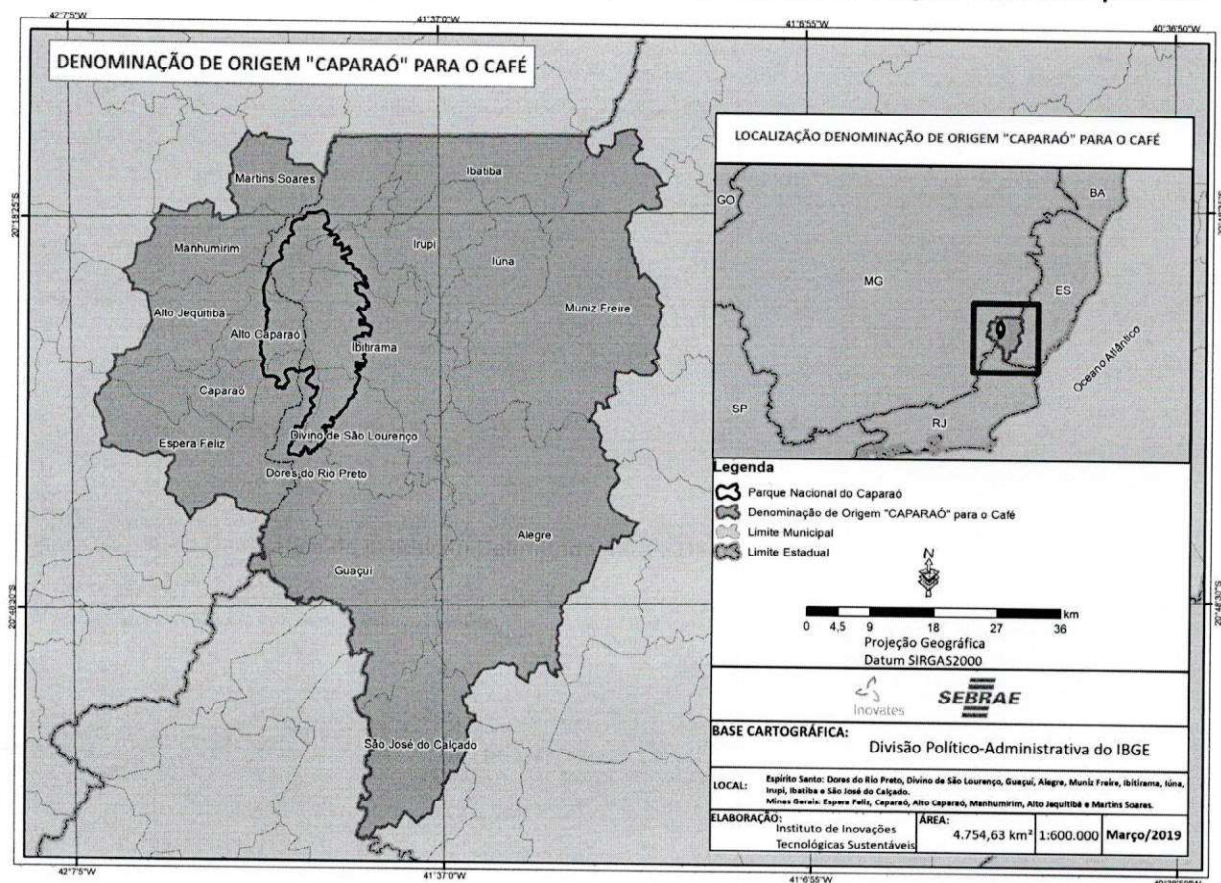 42°7'5"W
41°37'0"W
41°6'55"W
40°36'50"W
DENOMINAÇÃO DE ORIGEM "CAPARAÓ" PARA O CAFÉ
20°18'25"S
Martins Soares
Ibatiba
Manhumirim
Irupi
Iuna
Alto Jequitibá
Alto Caparaó
Ibitirama
Muniz Freire
Caparaó
Espera Feliz
Divino de São Lourenço
Dores do Rio Preto
Alegre
Guaçuí
20°48'30"S
São José do Calçado
42°7'5"W
41°37'0"W
41°6'55"W
LOCALIZAÇÃO DENOMINAÇÃO DE ORIGEM "CAPARAÓ" PARA O CAFÉ
GO
BA
MG
ES
SP
RJ
Oceano Atlântico
Legenda
Parque Nacional do Caparaó
Denominação de Origem "CAPARAÓ" para o Café
Limite Municipal
Limite Estadual
N
km
0 4,5 9 18 27 36
Projeção Geográfica
Datum SIRGAS2000
Inovates
SEBRAE
BASE CARTOGRÁFICA:
Divisão Político-Administrativa do IBGE
LOCAL: Espírito Santo: Dores do Rio Preto, Divino de São Lourenço, Guaçuí, Alegre, Muniz Freire, Ibitirama, Iúna,
Irupi, Ibatiba e São José do Calçado.
Minas Gerais: Espera Feliz, Caparaó, Alto Caparaó, Manhumirim, Alto Jequitibá e Martins Soares.
ELABORAÇÃO: Instituto de Inovações
Tecnológicas Sustentáveis
ÁREA:
4.754,63 km² 1:600.000 Março/2019
20°48'30"S